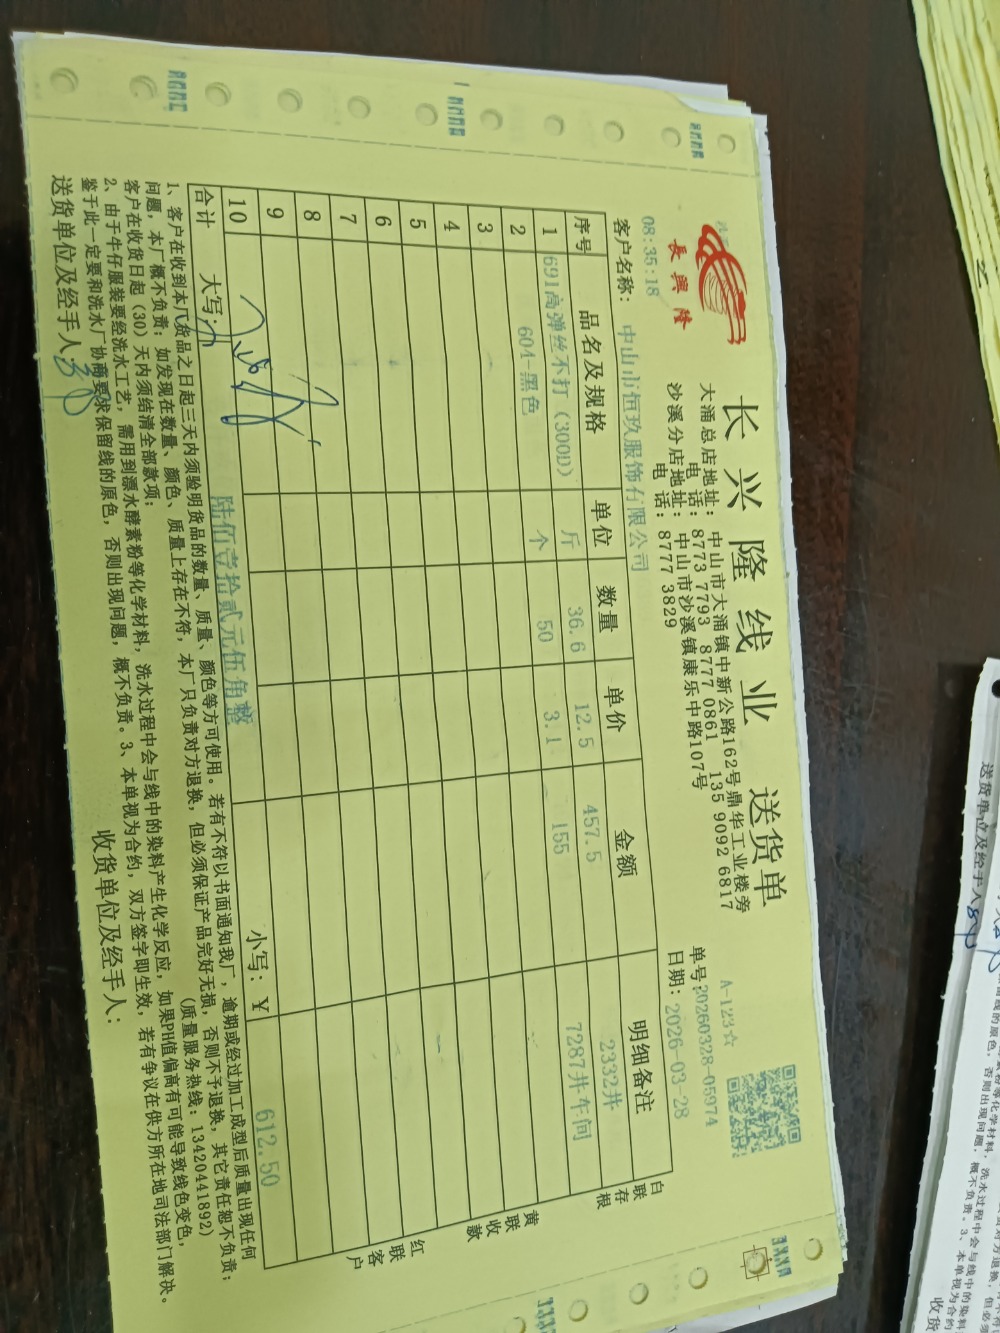 長興隆
长兴隆线业 送货单
大涌总店地址：中山市大涌镇中新公路162号鼎华工业楼旁
电话：8773 7793 8777 0861 135 9092 6817
沙溪分店地址：中山市沙溪镇康乐中路107号
电话：8777 3829
A-123☆
单号：20260328-05974
日期：2026-03-28
08:35:18
客户名称：中山市恒玖服饰有限公司
序号 品名及规格 单位 数量 单价 金额 明细备注
1 691高弹丝不打（300D） 斤 36.6 12.5 457.5 2332井
2 604-黑色 个 50 3.1 155 7287井车间
3
4
5
6
7
8
9
10
合计 大写：陆佰壹拾贰元伍角整 小写：¥ 612.50
白联存根
黄联收款
红联客户
1、客户在收到本厂货品之日起三天内须验明货品的数量、质量、颜色等方可使用。若有不符以书面通知我厂，逾期或经过加工成型后质量出现任何
问题，本厂概不负责；如发现在数量、颜色、质量上存在不符，本厂只负责对方退换，但必须保证产品完好无损，否则不予退换，其它责任恕不负责；
客户在收货日起（30）天内须结清全部款项； （质量服务热线：13420441892）
2、由于牛仔服装要经洗水工艺，需用到漂水酵素粉等化学材料，洗水过程中会与线中的染料产生化学反应，如果PH值偏高有可能导致线色变色，
鉴于此一定要和洗水厂协商要求保留线的原色，否则出现问题，概不负责。3、本单视为合约，双方签字即生效，若有争议在供方所在地司法部门解决。
送货单位及经手人： 收货单位及经手人：
送货单位及经手人